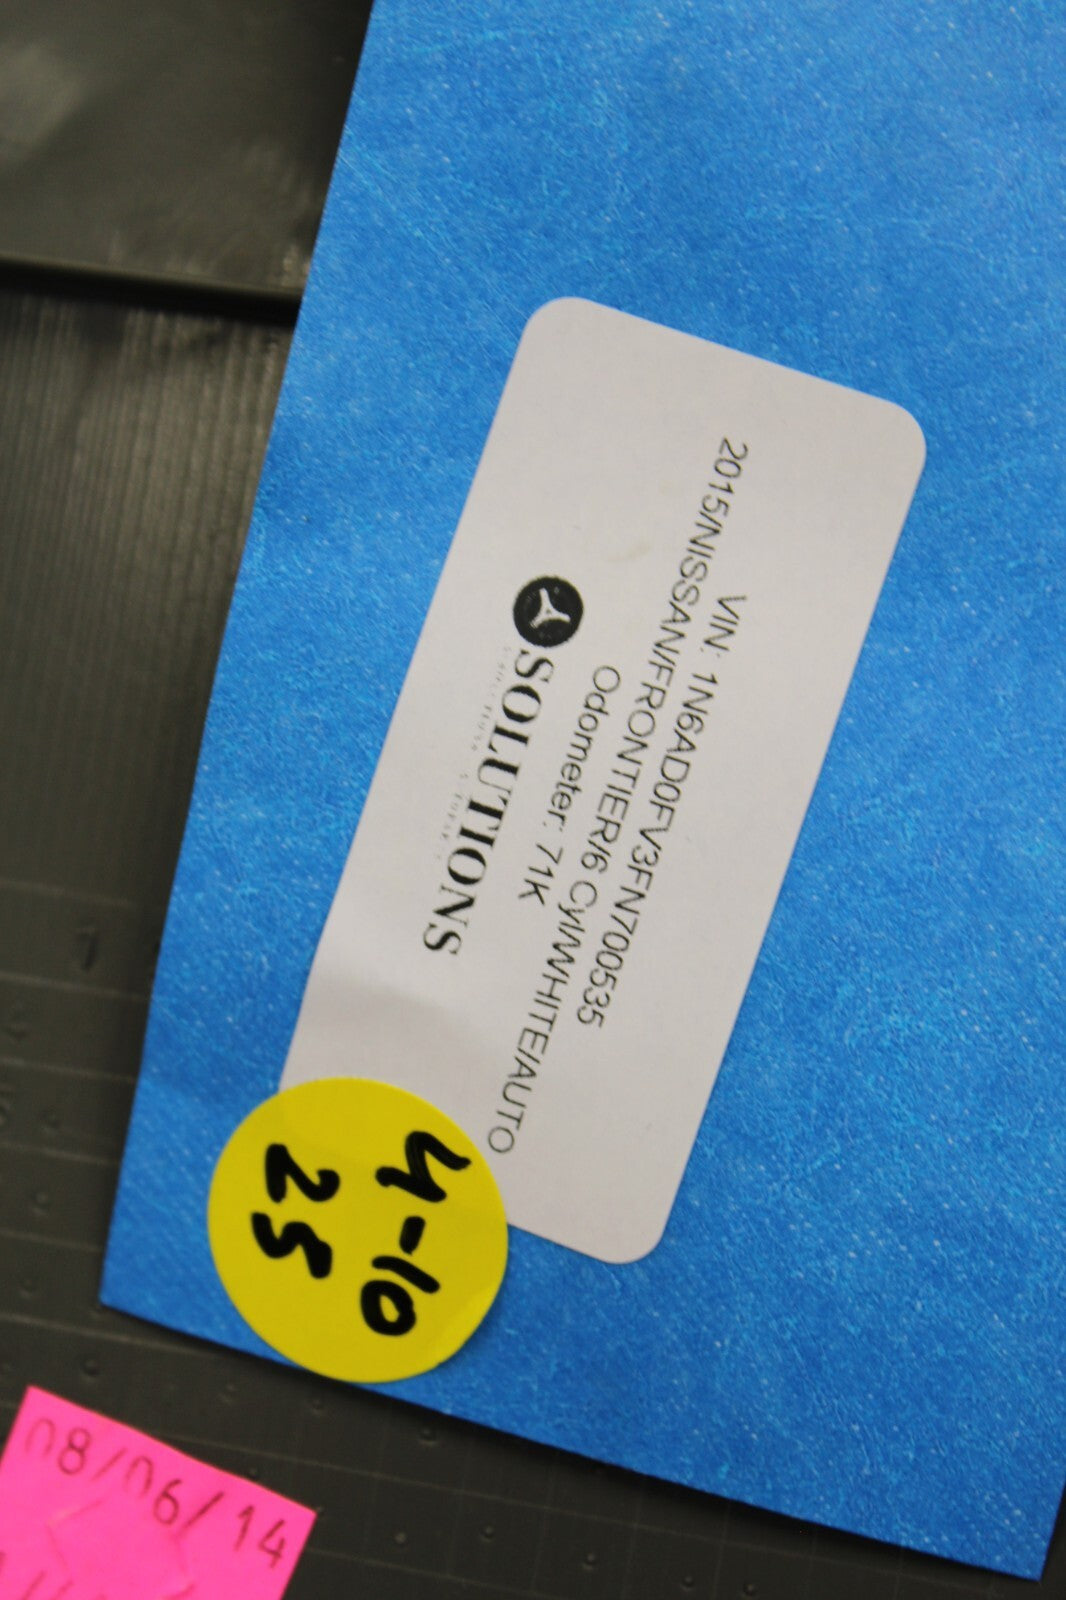 VIN: 1N6AD0FV3FN700535
2015/NISSAN/FRONTIER/6 Cyl/WHITE/AUTO
Odometer: 71K
SOLUTIONS
4-10
25
08/06/14